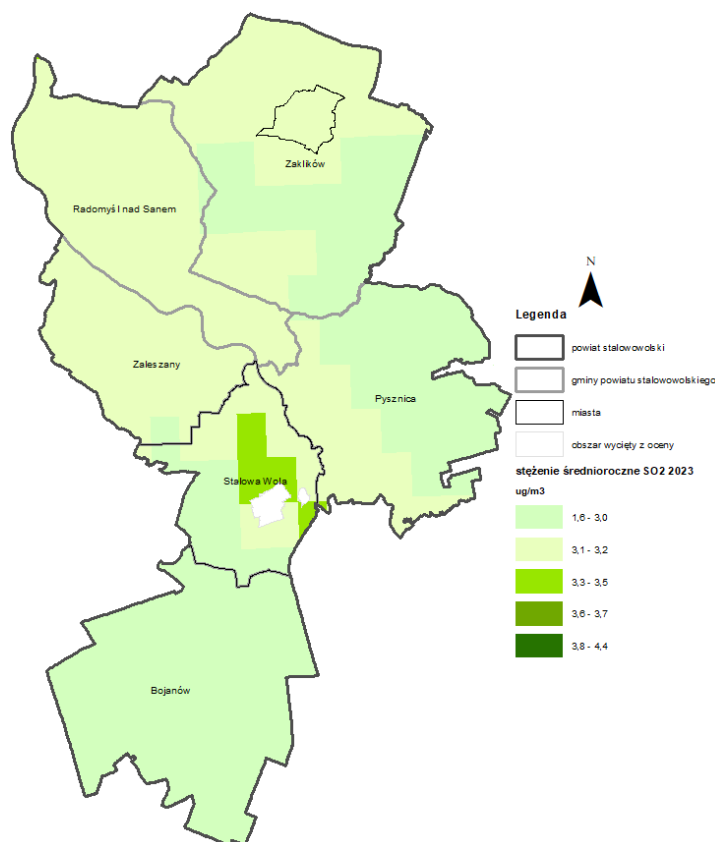 Zaklików
Radomyśl nad Sanem
Zaleszany
Pysznica
Stalowa Wola
Bojanów
N
Legenda
powiat stalowowolski
gminy powiatu stalowowolskiego
miasta
obszar wycięty z oceny
stężenie średnioroczne SO2 2023
ug/m3
1,6 - 3,0
3,1 - 3,2
3,3 - 3,5
3,6 - 3,7
3,8 - 4,4